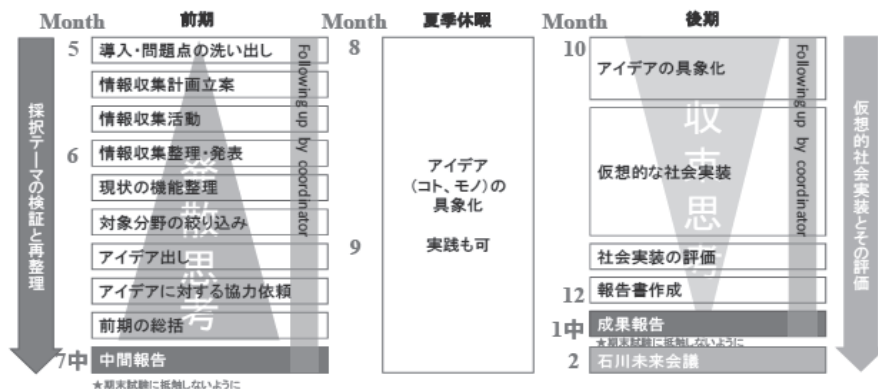 Month
前期
5
導入・問題点の洗い出し
情報収集計画立案
情報収集活動
6
情報収集整理・発表
現状の機能整理
対象分野の絞り込み
アイデア出し
アイデアに対する協力依頼
前期の総括
7中
中間報告
★期末試験に抵触しないように
採択テーマの検証と再整理
発散思考
Following up by coordinator
Month
夏季休暇
8
アイデア
(コト、モノ)の
具象化
9
実践も可
Month
後期
10
アイデアの具象化
仮想的な社会実装
社会実装の評価
12
報告書作成
1中
成果報告
★期末試験に抵触しないように
2
石川未来会議
収束思考
Following up by coordinator
仮想的社会実装とその評価